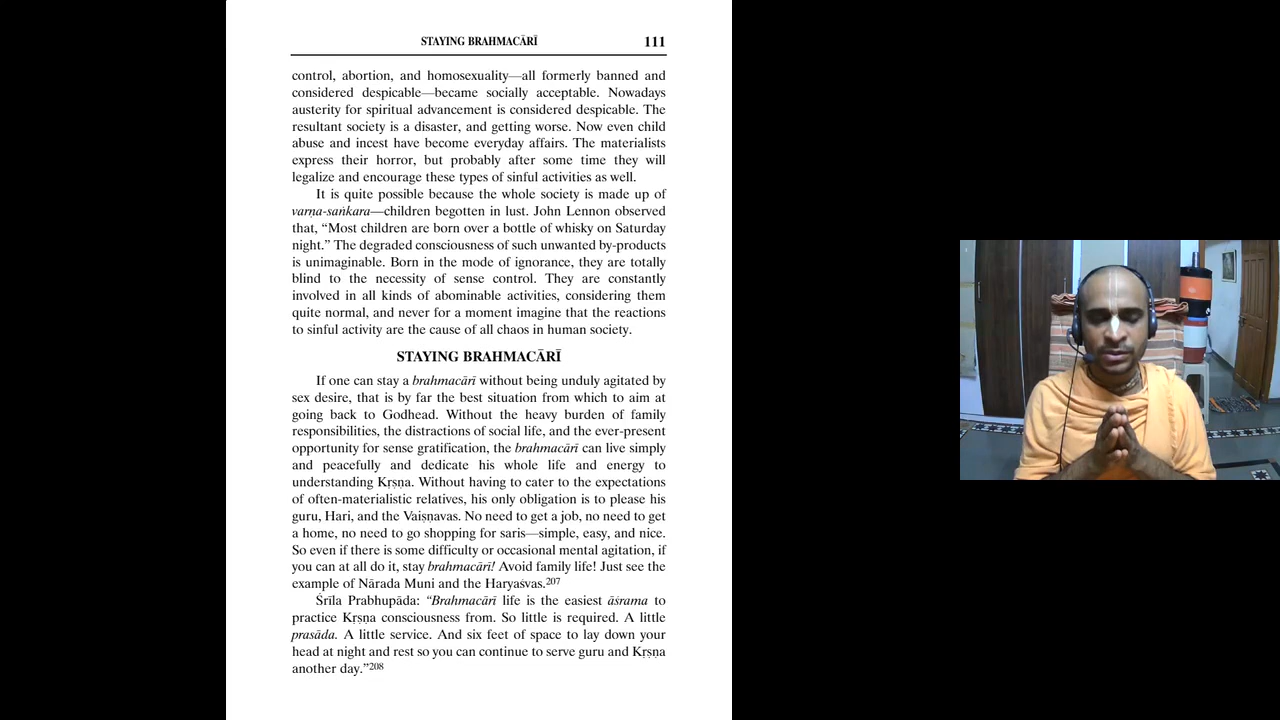 STAYING BRAHMACĀRĪ 111
control, abortion, and homosexuality—all formerly banned and
considered despicable—became socially acceptable. Nowadays
austerity for spiritual advancement is considered despicable. The
resultant society is a disaster, and getting worse. Now even child
abuse and incest have become everyday affairs. The materialists
express their horror, but probably after some time they will
legalize and encourage these types of sinful activities as well.
It is quite possible because the whole society is made up of
varṇa-saṅkara—children begotten in lust. John Lennon observed
that, “Most children are born over a bottle of whisky on Saturday
night.” The degraded consciousness of such unwanted by-products
is unimaginable. Born in the mode of ignorance, they are totally
blind to the necessity of sense control. They are constantly
involved in all kinds of abominable activities, considering them
quite normal, and never for a moment imagine that the reactions
to sinful activity are the cause of all chaos in human society.
STAYING BRAHMACĀRĪ
If one can stay a brahmacārī without being unduly agitated by
sex desire, that is by far the best situation from which to aim at
going back to Godhead. Without the heavy burden of family
responsibilities, the distractions of social life, and the ever-present
opportunity for sense gratification, the brahmacārī can live simply
and peacefully and dedicate his whole life and energy to
understanding Kṛṣṇa. Without having to cater to the expectations
of often-materialistic relatives, his only obligation is to please his
guru, Hari, and the Vaiṣṇavas. No need to get a job, no need to get
a home, no need to go shopping for saris—simple, easy, and nice.
So even if there is some difficulty or occasional mental agitation, if
you can at all do it, stay brahmacārī! Avoid family life! Just see the
example of Nārada Muni and the Haryaśvas.207
Śrīla Prabhupāda: “Brahmacārī life is the easiest āśrama to
practice Kṛṣṇa consciousness from. So little is required. A little
prasāda. A little service. And six feet of space to lay down your
head at night and rest so you can continue to serve guru and Kṛṣṇa
another day.”208